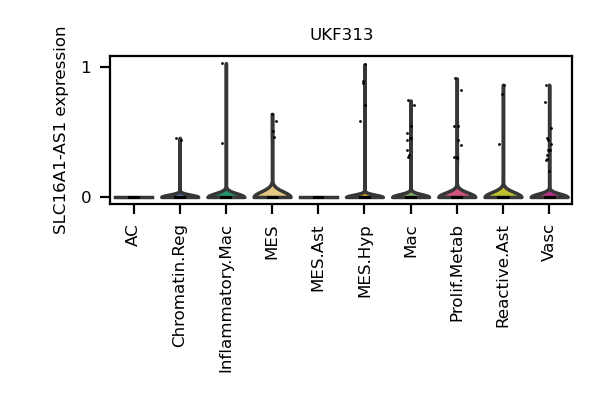 UKF313
SLC16A1-AS1 expression
1
0
AC
Chromatin.Reg
Inflammatory.Mac
MES
MES.Ast
MES.Hyp
Mac
Prolif.Metab
Reactive.Ast
Vasc